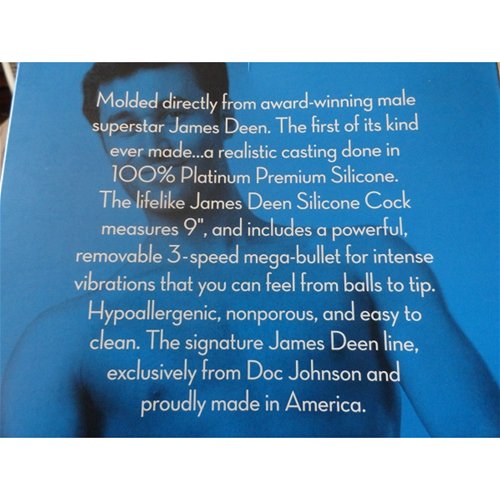 Molded directly from award-winning male
superstar James Deen. The first of its kind
ever made...a realistic casting done in
100% Platinum Premium Silicone.
The lifelike James Deen Silicone Cock
measures 9", and includes a powerful,
removable 3-speed mega-bullet for intense
vibrations that you can feel from balls to tip.
Hypoallergenic, nonporous, and easy to
clean. The signature James Deen line,
exclusively from Doc Johnson and
proudly made in America.